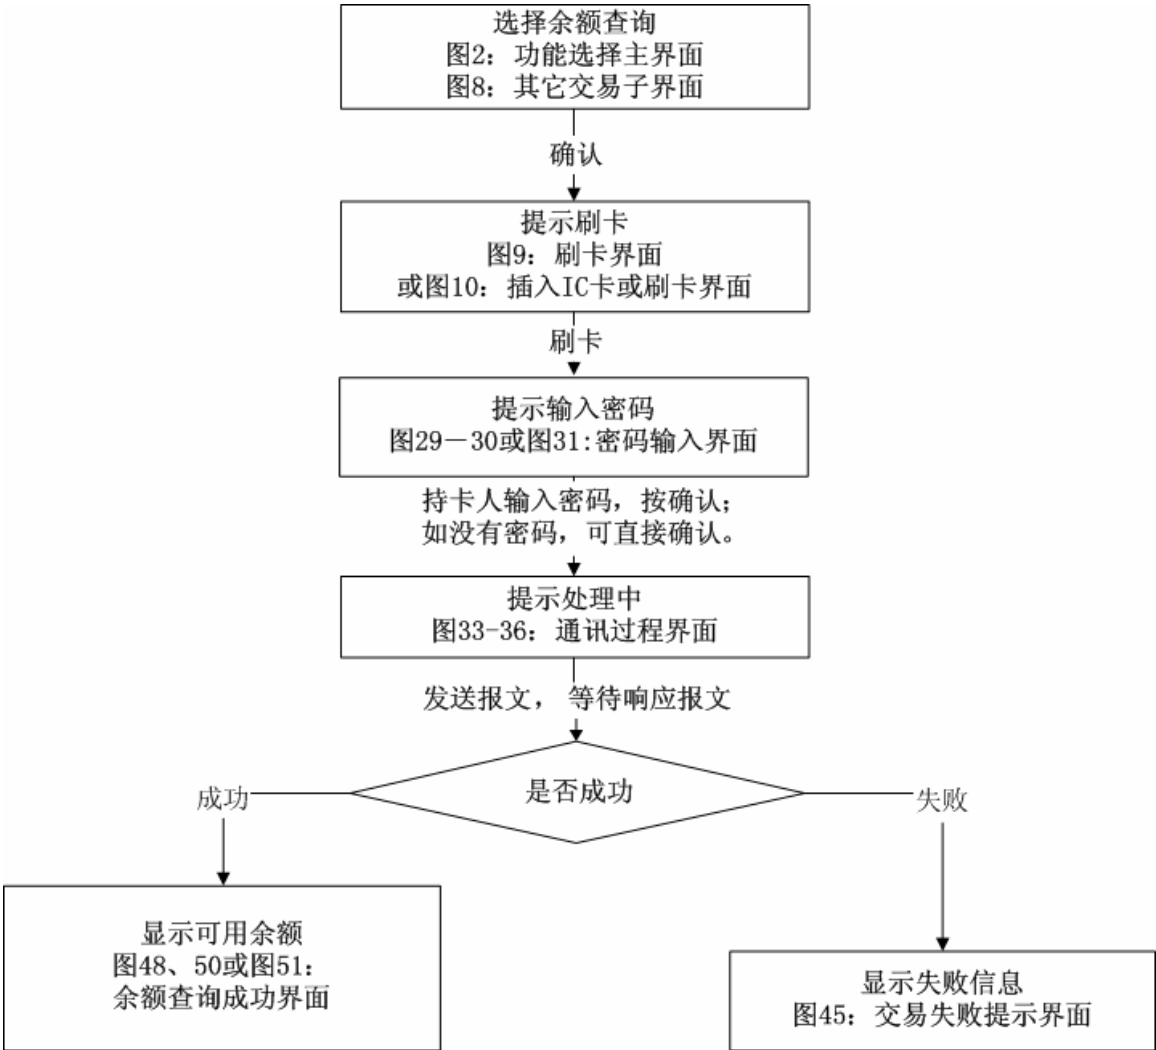 选择余额查询
图2：功能选择主界面
图8：其它交易子界面
确认
提示刷卡
图9：刷卡界面
或图10：插入IC卡或刷卡界面
刷卡
提示输入密码
图29－30或图31:密码输入界面
持卡人输入密码，按确认；
如没有密码，可直接确认。
提示处理中
图33-36：通讯过程界面
发送报文， 等待响应报文
是否成功
成功
失败
显示可用余额
图48、50或图51：
余额查询成功界面
显示失败信息
图45：交易失败提示界面